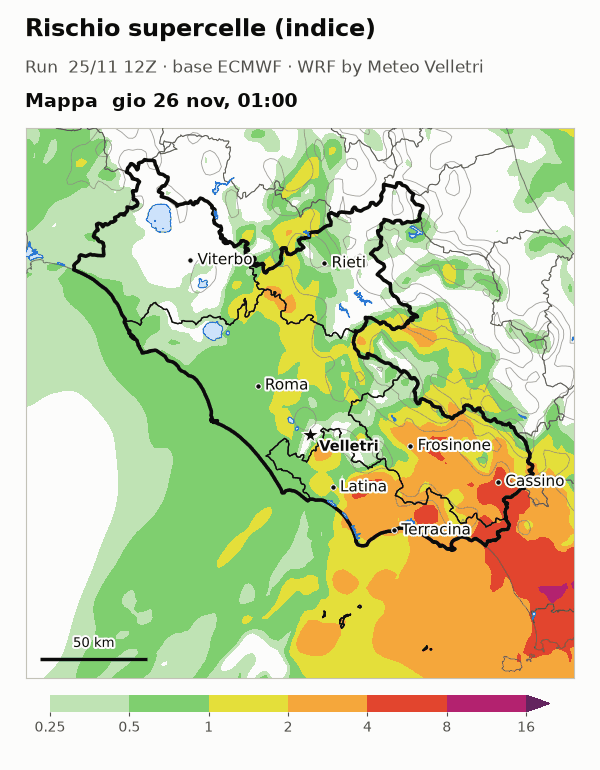 Rischio supercelle (indice)
Run 25/11 12Z · base ECMWF · WRF by Meteo Velletri
Mappa gio 26 nov, 01:00
Viterbo
Rieti
Roma
Velletri
Frosinone
Latina
Cassino
Terracina
50 km
0.25 0.5 1 2 4 8 16